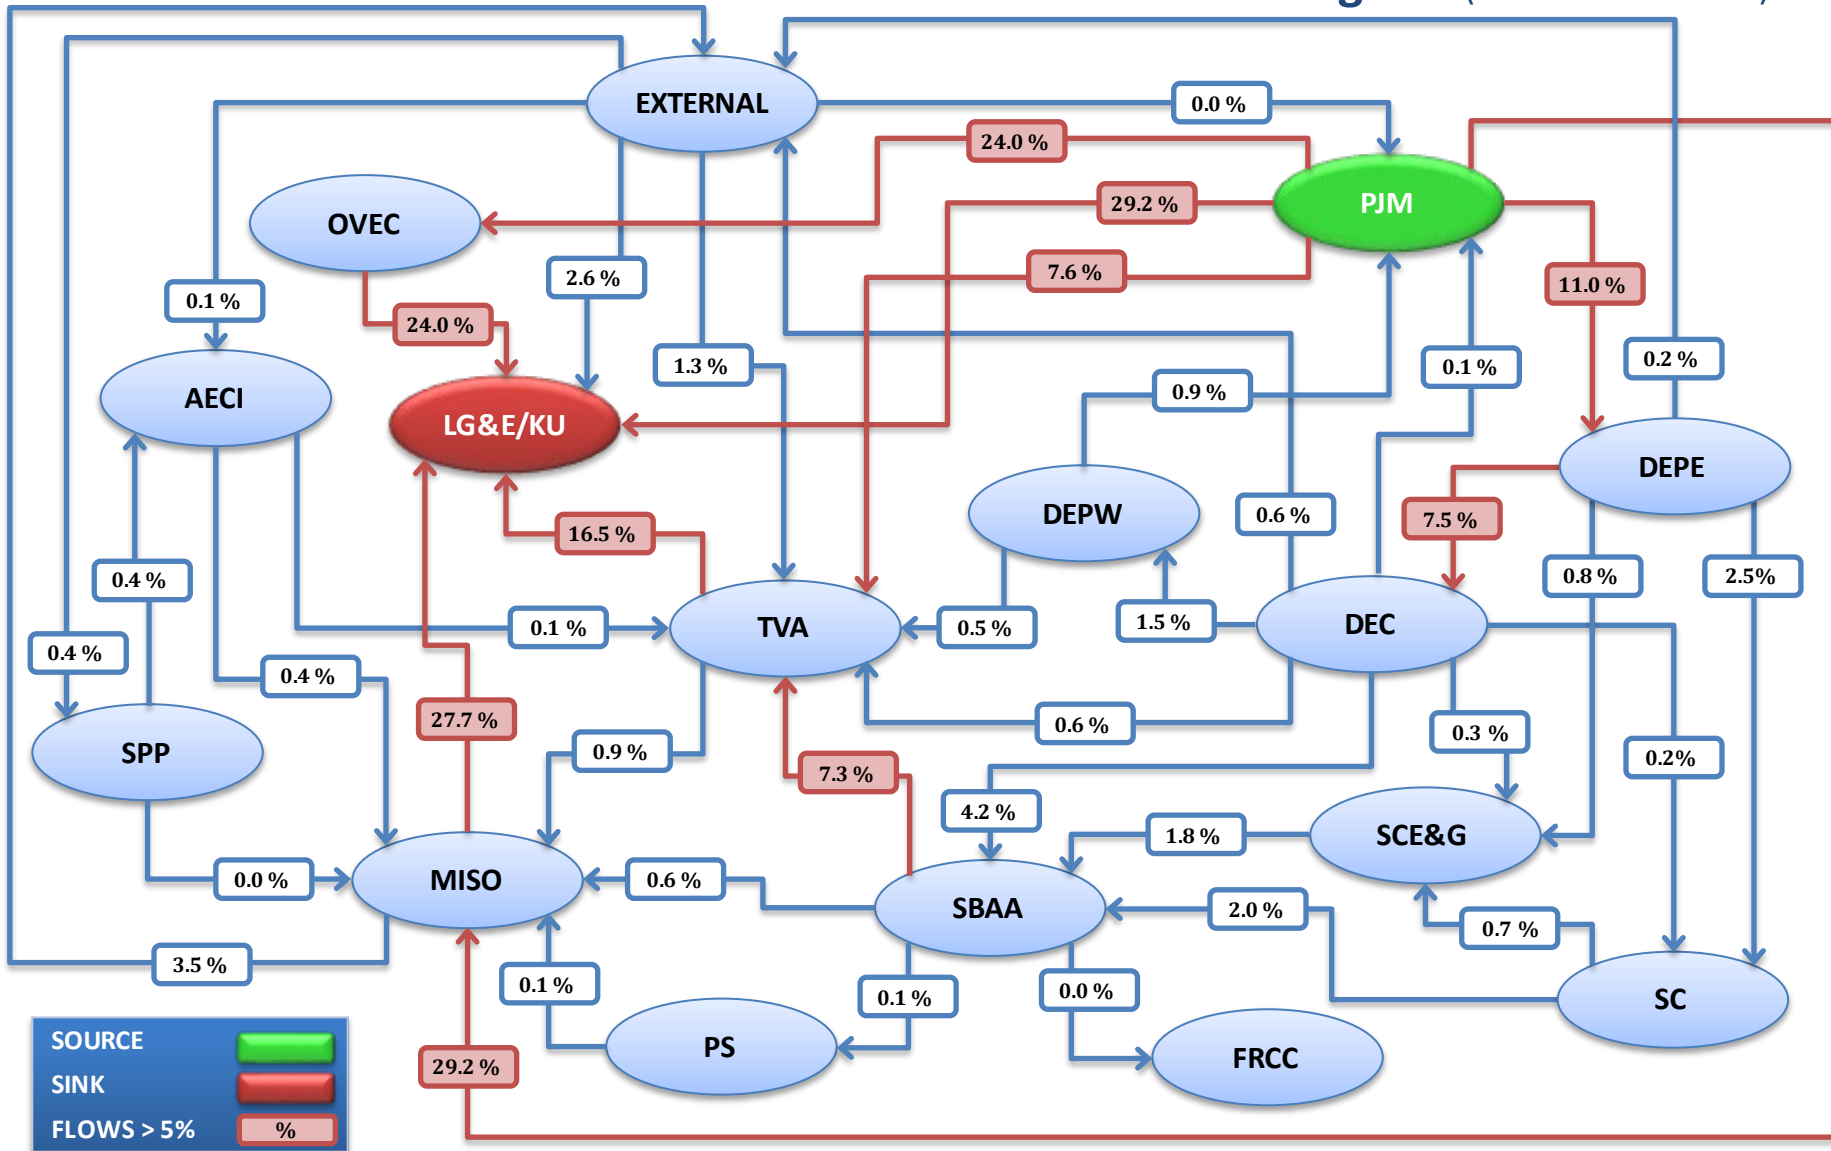 EXTERNAL
0.0 %
24.0 %
PJM
29.2 %
OVEC
7.6 %
2.6 %
11.0 %
0.1 %
24.0 %
0.2 %
1.3 %
0.1 %
0.9 %
AECI
LG&E/KU
DEPE
DEPW
0.6 %
7.5 %
16.5 %
0.4 %
0.8 %
2.5%
0.1 %
TVA
0.5 %
1.5 %
DEC
0.4 %
0.4 %
27.7 %
0.6 %
0.3 %
SPP
0.9 %
0.2%
7.3 %
4.2 %
1.8 %
SCE&G
0.0 %
MISO
0.6 %
SBAA
2.0 %
0.7 %
3.5 %
0.1 %
0.1 %
0.0 %
SC
SOURCE
PS
FRCC
29.2 %
SINK
FLOWS > 5%
%